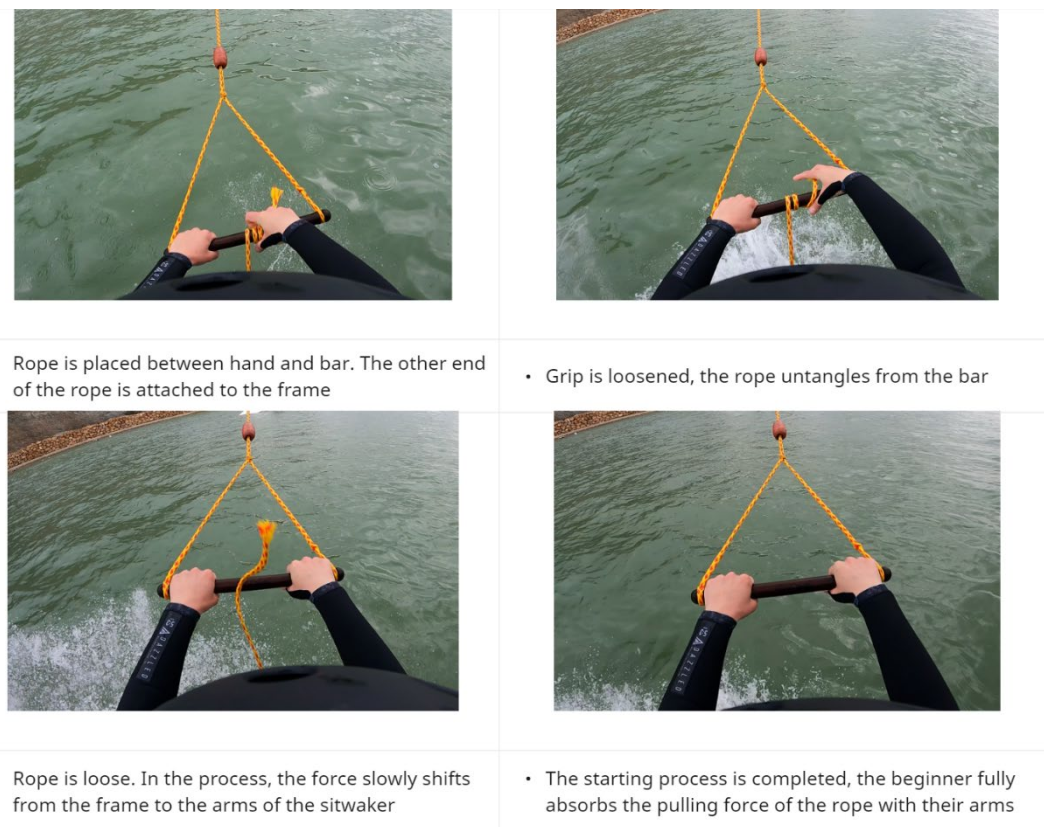 Rope is placed between hand and bar. The other end
of the rope is attached to the frame
• Grip is loosened, the rope untangles from the bar
Rope is loose. In the process, the force slowly shifts
from the frame to the arms of the sitwaker
• The starting process is completed, the beginner fully
absorbs the pulling force of the rope with their arms